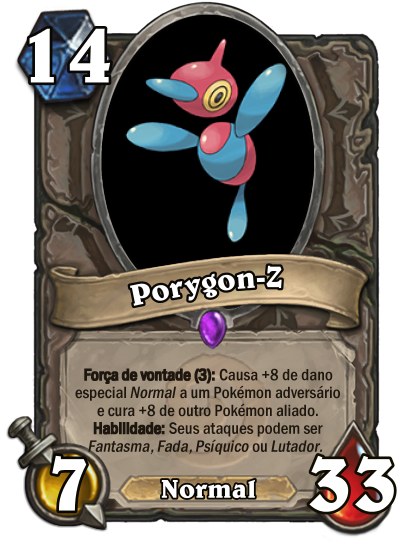 14
Porygon-Z
Força de vontade (3): Causa +8 de dano
especial Normal a um Pokémon adversário
e cura +8 de outro Pokémon aliado.
Habilidade: Seus ataques podem ser
Fantasma, Fada, Psíquico ou Lutador.
7
Normal
33